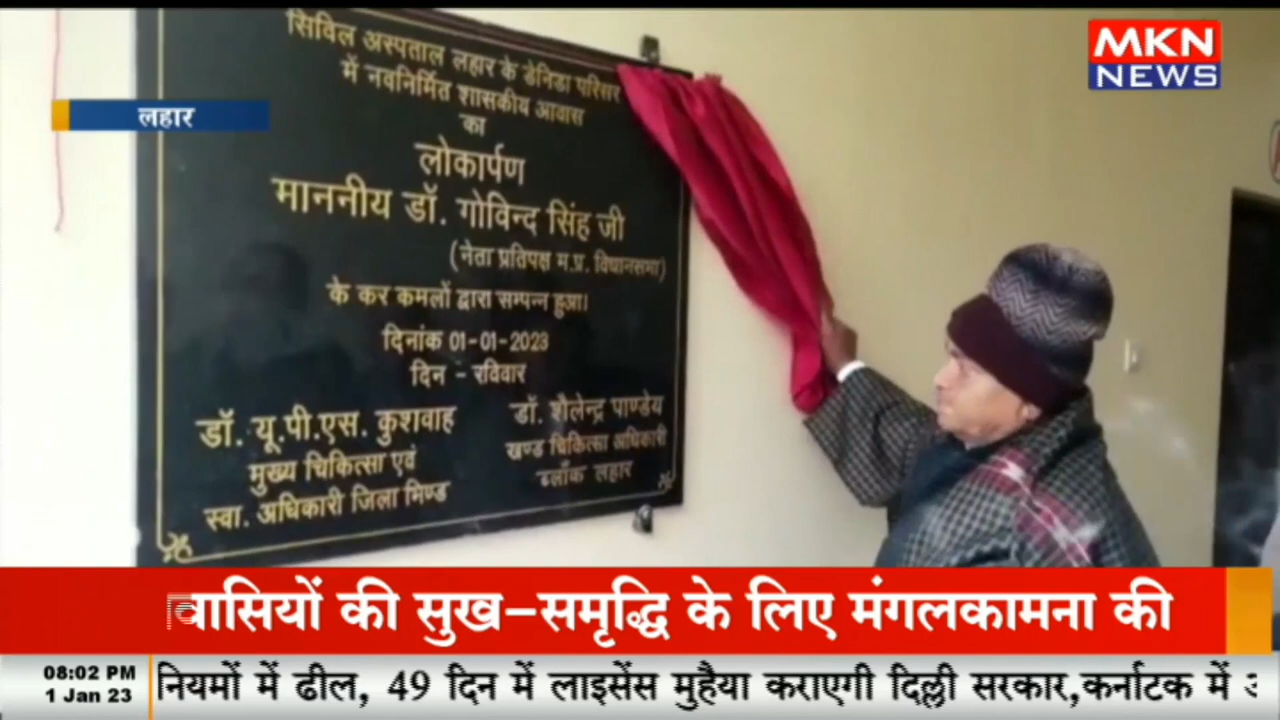 MKN
NEWS
लहार
सिविल अस्पताल लहार के डेनिडा परिसर
में नवनिर्मित शासकीय आवास
का
लोकार्पण
माननीय डॉ. गोविन्द सिंह जी
(नेता प्रतिपक्ष म.प्र. विधानसभा)
के कर कमलों द्वारा सम्पन्न हुआ।
दिनांक 01-01-2023
दिन - रविवार
डॉ. यू.पी.एस. कुशवाह
मुख्य चिकित्सा एवं
स्वा. अधिकारी जिला भिण्ड
डॉ. शैलेन्द्र पाण्डेय
खण्ड चिकित्सा अधिकारी
ब्लॉक लहार
वासियों की सुख-समृद्धि के लिए मंगलकामना की
08:02 PM
1 Jan 23
नियमों में ढील, 49 दिन में लाइसेंस मुहैया कराएगी दिल्ली सरकार,कर्नाटक में